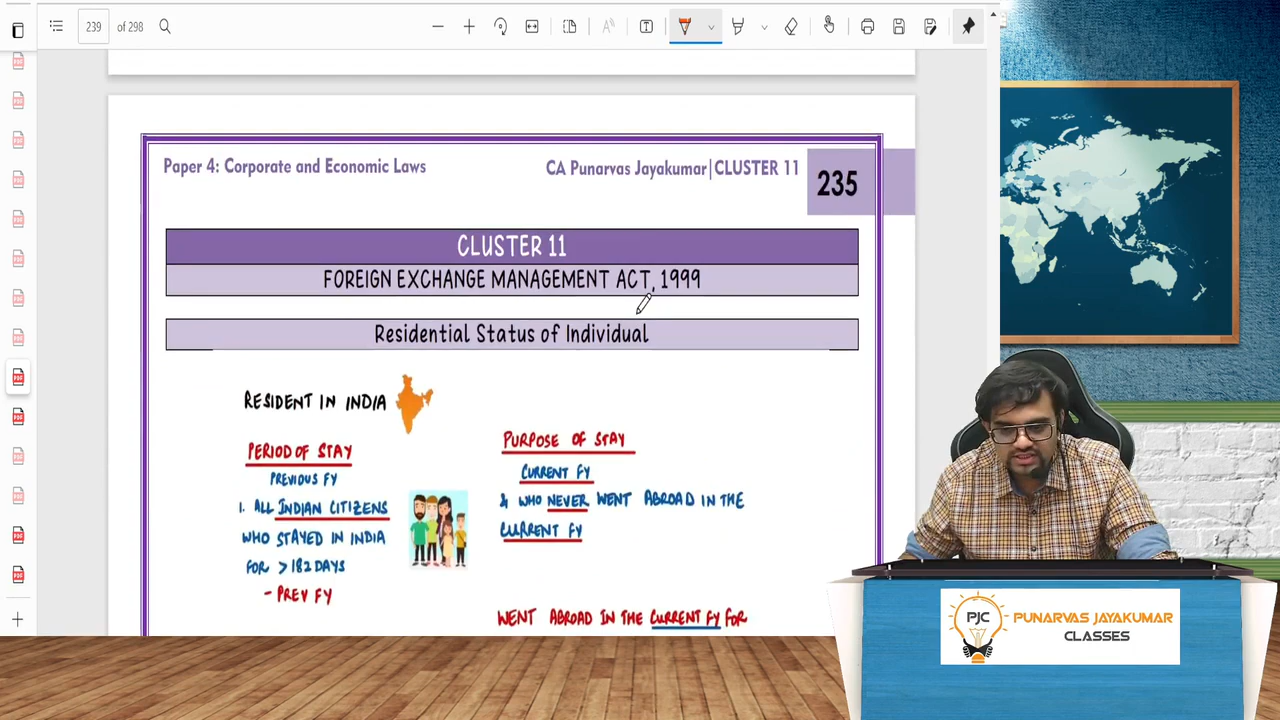 239 of 298
Paper 4: Corporate and Economic Laws
CA Punarvas Jayakumar|CLUSTER 11
235
CLUSTER 11
FOREIGN EXCHANGE MANAGEMENT ACT, 1999
Residential Status of Individual
RESIDENT IN INDIA
PERIOD OF STAY
PREVIOUS FY
1. ALL INDIAN CITIZENS
WHO STAYED IN INDIA
FOR > 182 DAYS
- PREV FY
PURPOSE OF STAY
CURRENT FY
& WHO NEVER WENT ABROAD IN THE
CURRENT FY
WENT ABROAD IN THE CURRENT FY FOR
PJC
PUNARVAS JAYAKUMAR
CLASSES